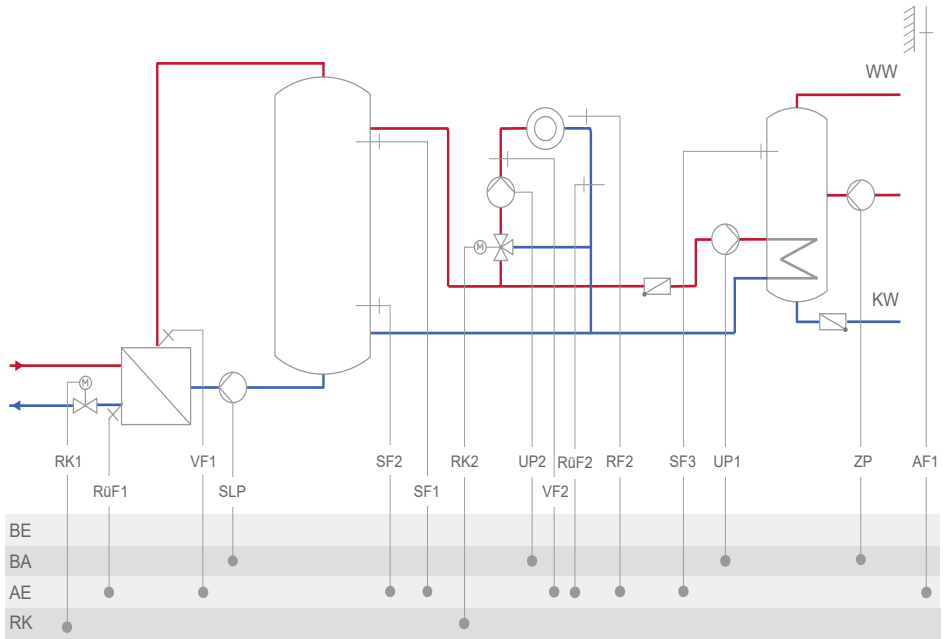 WW
M
KW
M
RK1 VF1 SF2 RK2 UP2 RüF2 RF2 SF3 UP1 ZP AF1
RüF1 SLP SF1 VF2
BE
BA
AE
RK